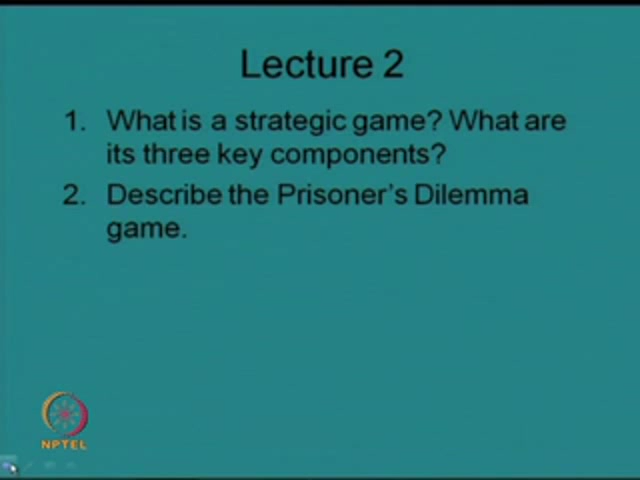 Lecture 2
1. What is a strategic game? What are
its three key components?
2. Describe the Prisoner's Dilemma
game.
NPTEL